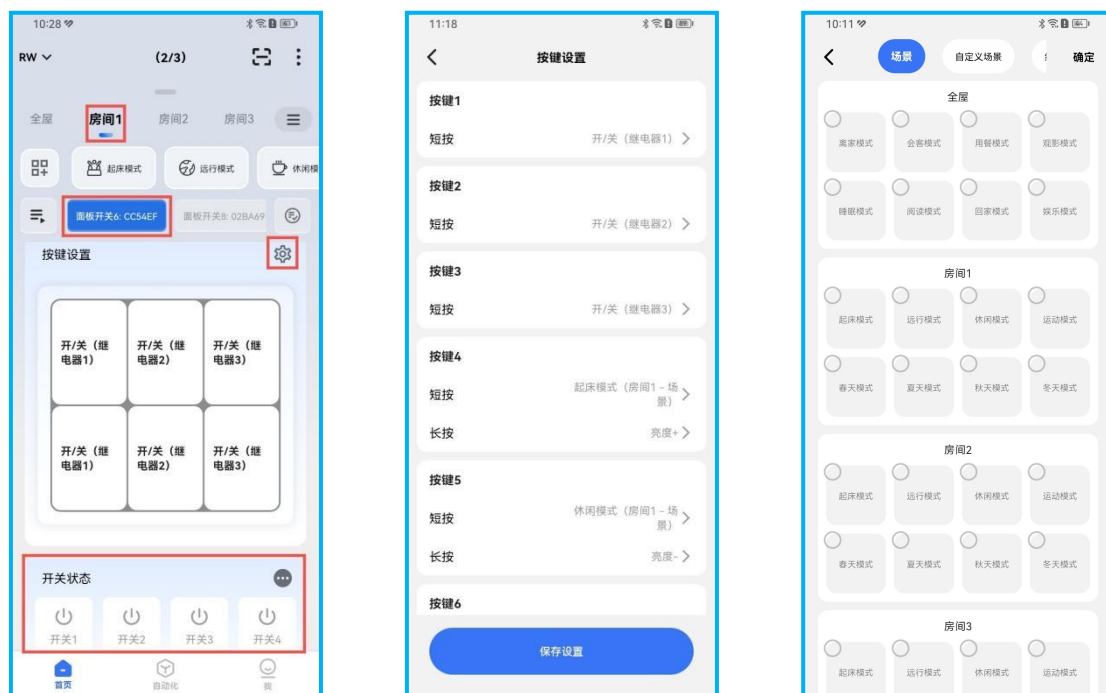 10:28
RW
(2/3)
全屋
房间1
房间2
房间3
起床模式
远行模式
休闲模
面板开关6: CC54EF
面板开关8: 02BA69
按键设置
开/关（继
电器1）
开/关（继
电器2）
开/关（继
电器3）
开/关（继
电器1）
开/关（继
电器2）
开/关（继
电器3）
开关状态
开关1
开关2
开关3
开关4
首页
自动化
我
11:18
按键设置
按键1
短按
开/关（继电器1）
按键2
短按
开/关（继电器2）
按键3
短按
开/关（继电器3）
按键4
短按
起床模式（房间1 - 场
景）
长按
亮度+
按键5
短按
休闲模式（房间1 - 场
景）
长按
亮度-
按键6
保存设置
10:11
场景
自定义场景
确定
全屋
离家模式
会客模式
用餐模式
观影模式
睡眠模式
阅读模式
回家模式
娱乐模式
房间1
起床模式
远行模式
休闲模式
运动模式
春天模式
夏天模式
秋天模式
冬天模式
房间2
起床模式
远行模式
休闲模式
运动模式
春天模式
夏天模式
秋天模式
冬天模式
房间3
起床模式
远行模式
休闲模式
运动模式